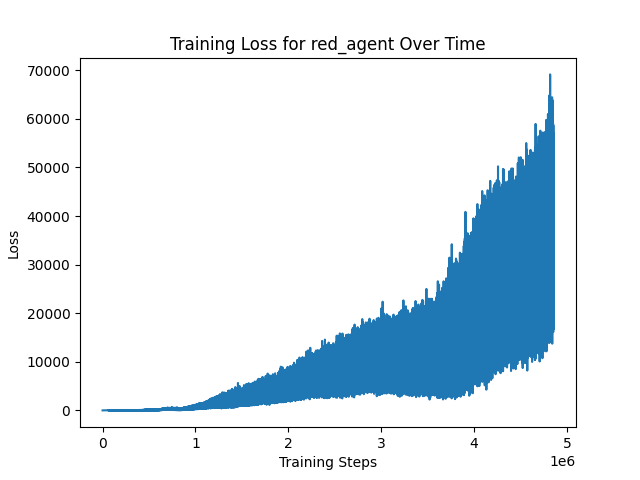 Training Loss for red_agent Over Time
70000
60000
50000
40000
30000
20000
10000
0
Loss
0 1 2 3 4 5
1e6
Training Steps